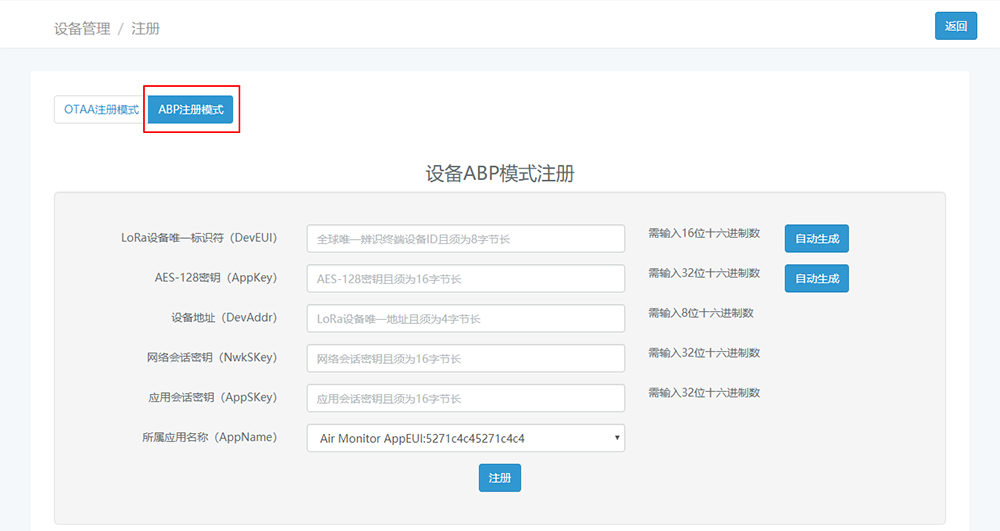 设备管理 / 注册
返回
OTAA注册模式 ABP注册模式
设备ABP模式注册
LoRa设备唯一标识符（DevEUI） 全球唯一辨识终端设备ID且须为8字节长 需输入16位十六进制数 自动生成
AES-128密钥（AppKey） AES-128密钥且须为16字节长 需输入32位十六进制数 自动生成
设备地址（DevAddr） LoRa设备唯一地址且须为4字节长 需输入8位十六进制数
网络会话密钥（NwkSKey） 网络会话密钥且须为16字节长 需输入32位十六进制数
应用会话密钥（AppSKey） 应用会话密钥且须为16字节长 需输入32位十六进制数
所属应用名称（AppName） Air Monitor AppEUI:5271c4c45271c4c4
注册